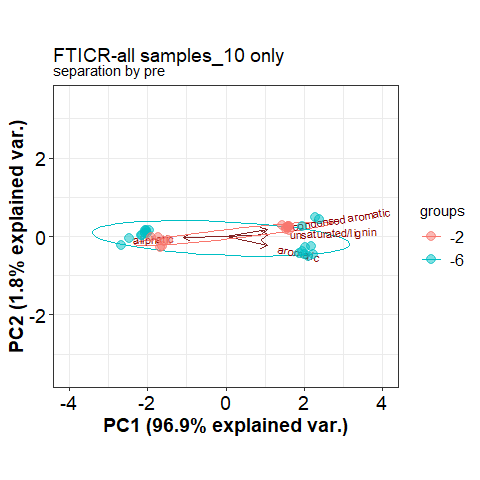 FTICR-all samples_10 only
separation by pre
PC2 (1.8% explained var.)
2
0
-2
condensed aromatic
unsaturated/lignin
aliphatic
aromatic
groups
-2
-6
-4
-2
0
2
4
PC1 (96.9% explained var.)